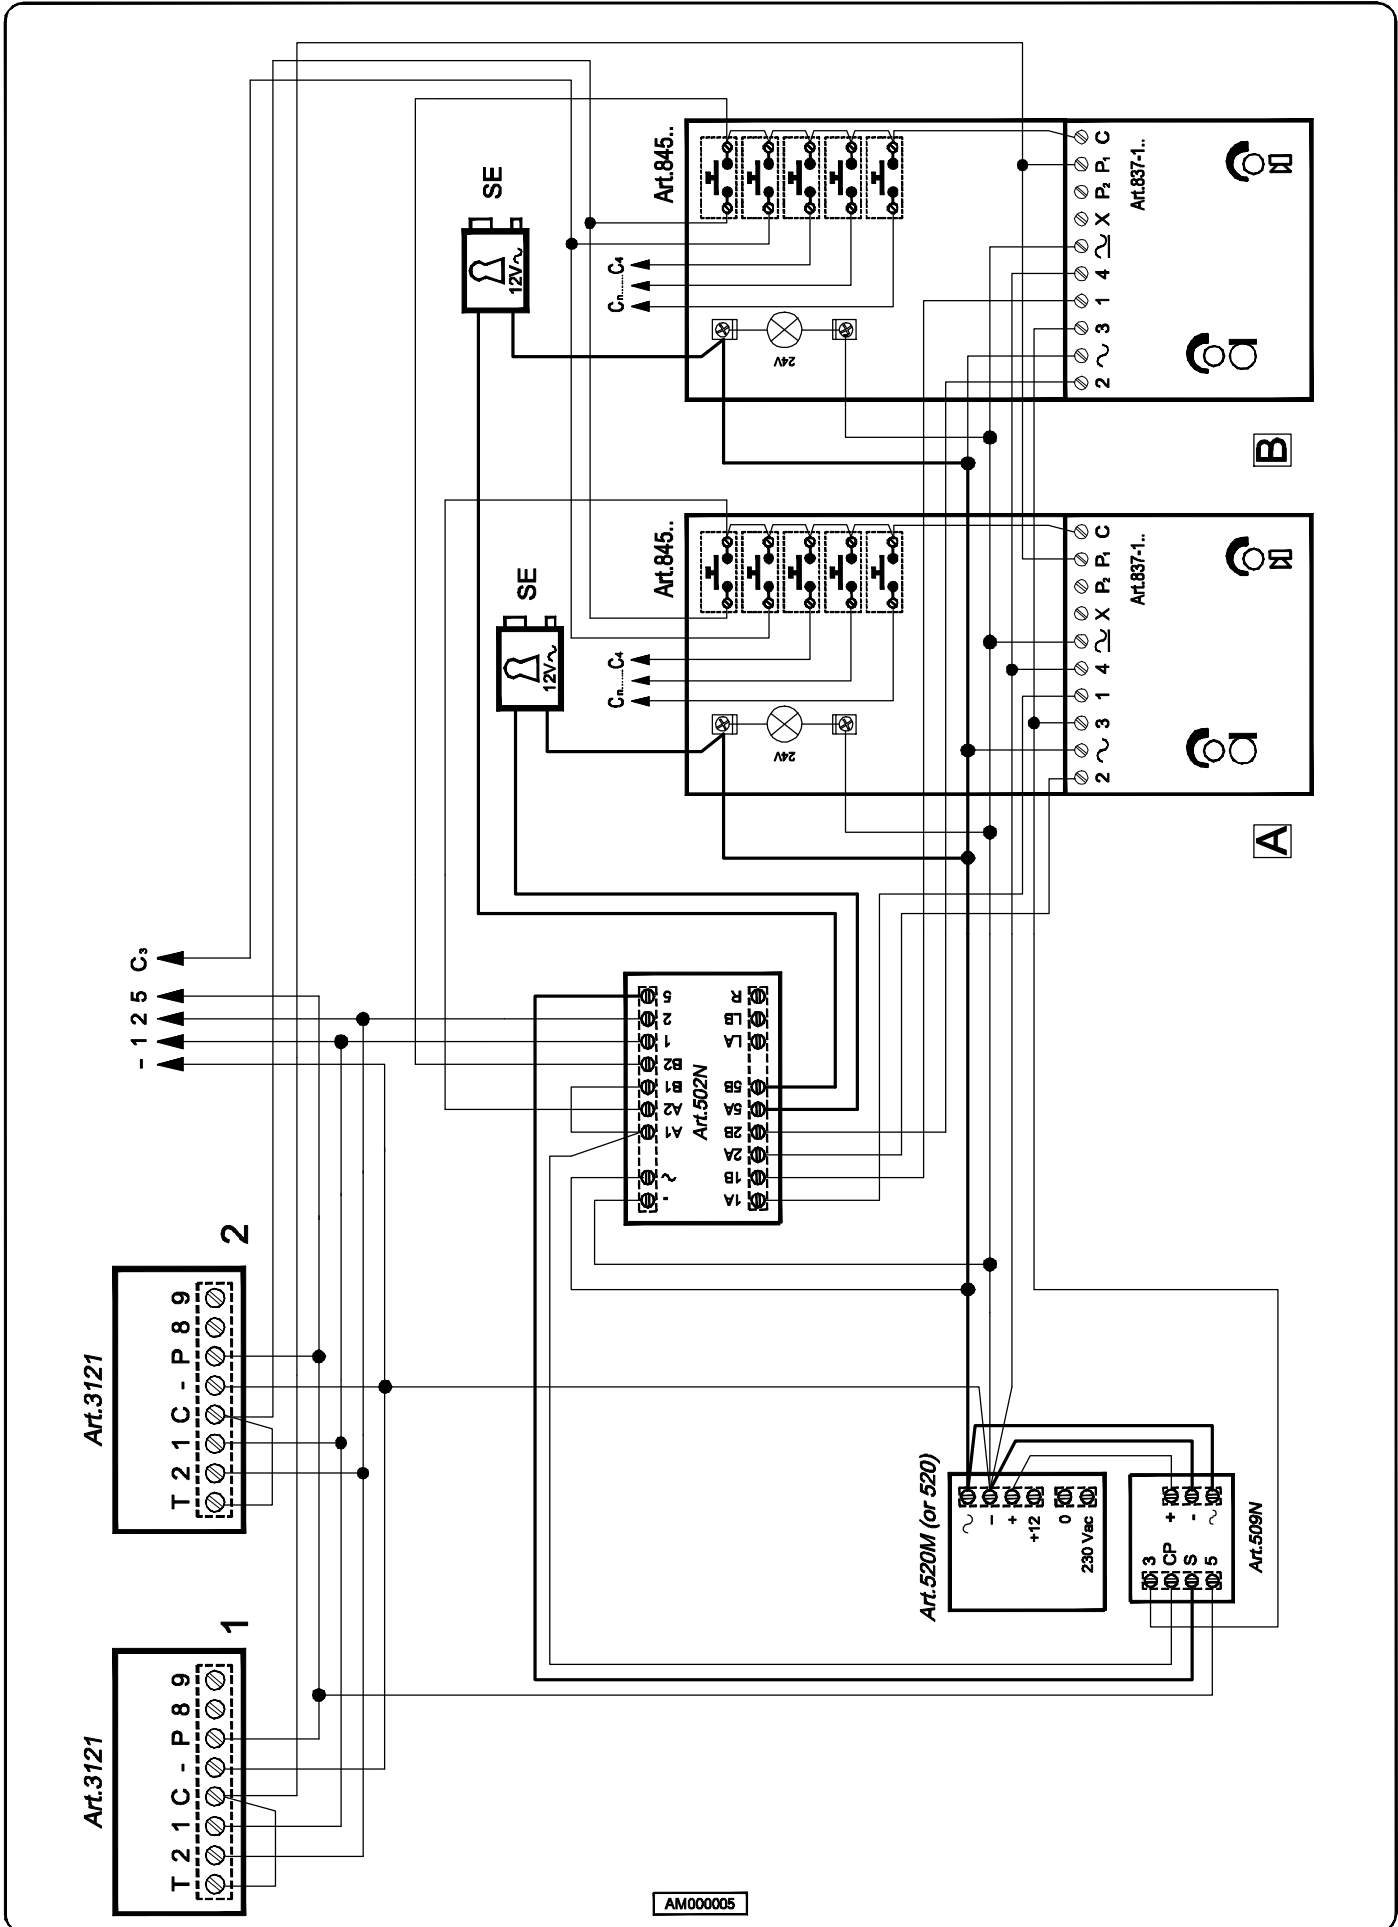 SE
12V~
Art.845..
Cn......C4
24V
C P1 P2 X ~ 4 1 3 ~ 2
Art.837-1..
B
SE
12V~
Art.845..
Cn......C4
24V
C P1 P2 X ~ 4 1 3 ~ 2
Art.837-1..
A
- 1 2 5 C3
- ~ A1 A2 B1 B2 1 2 5
Art.502N
1A 1B 2A 2B 5A 5B LA LB R
2
Art.3121
T 2 1 C - P 8 9
1
Art.3121
T 2 1 C - P 8 9
Art.520M (or 520)
~
–
+
+12
0
230 Vac
3 CP S 5
+ - ~
Art.509N
AM000005